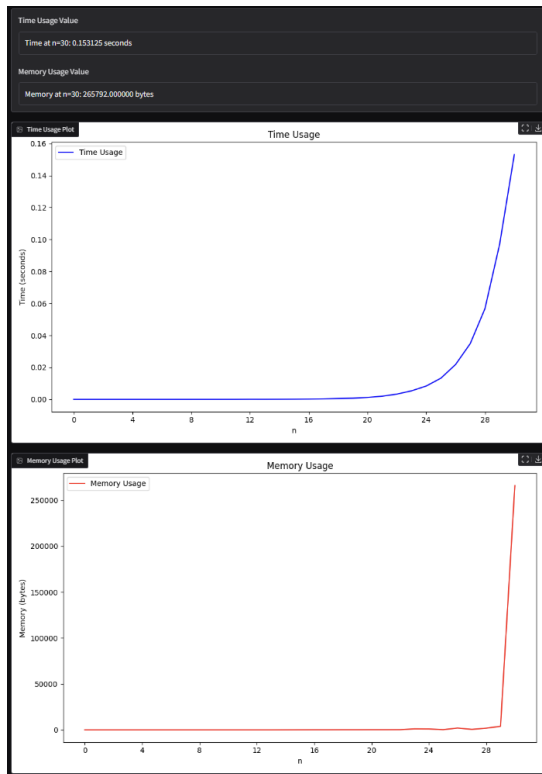 Time Usage Value
Time at n=30: 0.153125 seconds
Memory Usage Value
Memory at n=30: 265792.000000 bytes
Time Usage Plot
Time Usage
Time Usage
0.16
0.14
0.12
0.10
0.08
0.06
0.04
0.02
0.00
Time (seconds)
0 4 8 12 16 20 24 28
n
Memory Usage Plot
Memory Usage
Memory Usage
250000
200000
150000
100000
50000
0
Memory (bytes)
0 4 8 12 16 20 24 28
n